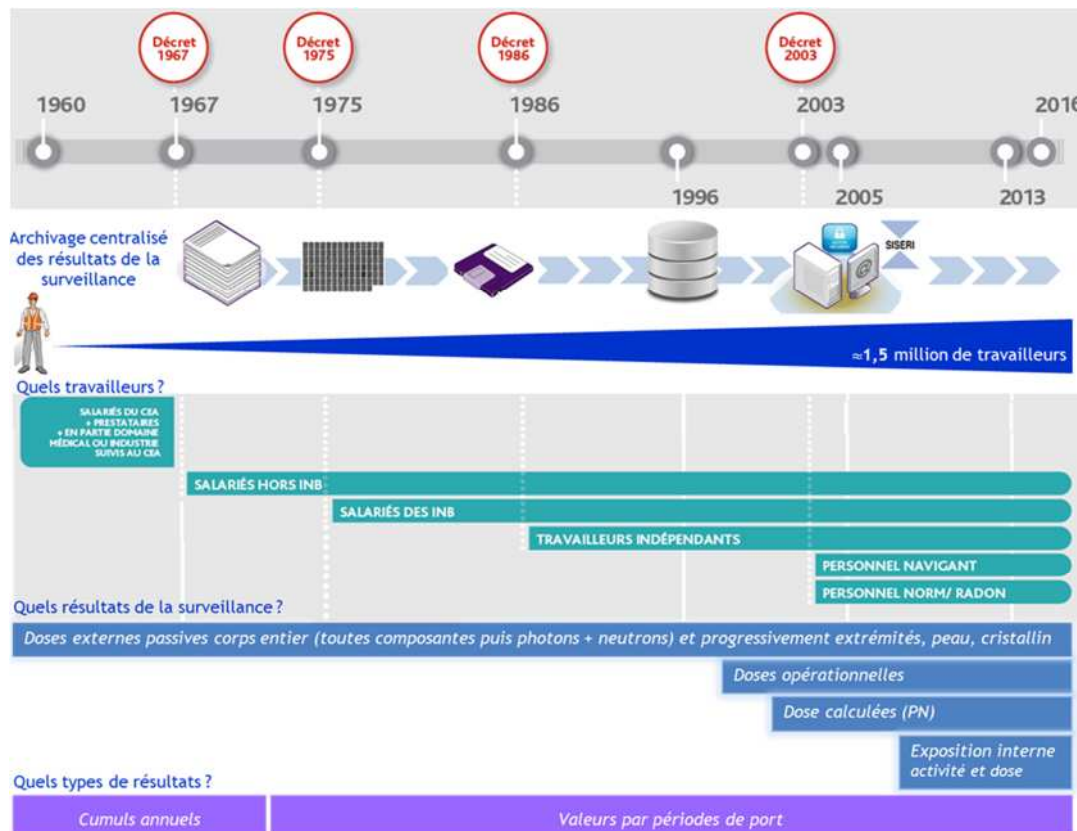 Décret
1967
Décret
1975
Décret
1986
Décret
2003
1960
1967
1975
1986
2003
2016
1996
2005
2013
Archivage centralisé
des résultats de la
surveillance
SISERI
≈1,5 million de travailleurs
Quels travailleurs ?
SALARIÉS DU CEA
+ PRESTATAIRES
+ EN PARTIE DOMAINE
MÉDICAL OU INDUSTRIE
SUIVIS AU CEA
SALARIÉS HORS INB
SALARIÉS DES INB
TRAVAILLEURS INDÉPENDANTS
PERSONNEL NAVIGANT
PERSONNEL NORM/ RADON
Quels résultats de la surveillance ?
Doses externes passives corps entier (toutes composantes puis photons + neutrons) et progressivement extrémités, peau, cristallin
Doses opérationnelles
Dose calculées (PN)
Exposition interne
activité et dose
Quels types de résultats ?
Cumuls annuels
Valeurs par périodes de port